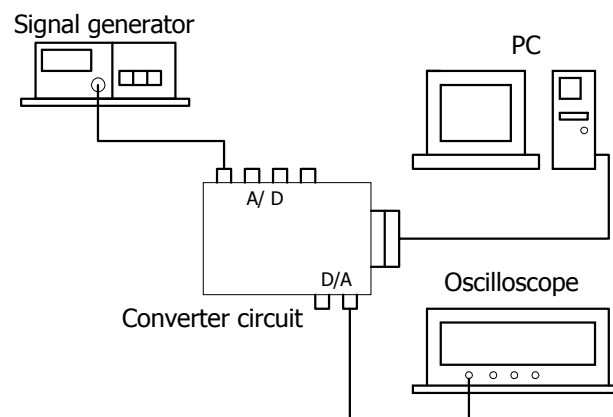 Signal generator
PC
A/ D
D/A
Oscilloscope
Converter circuit